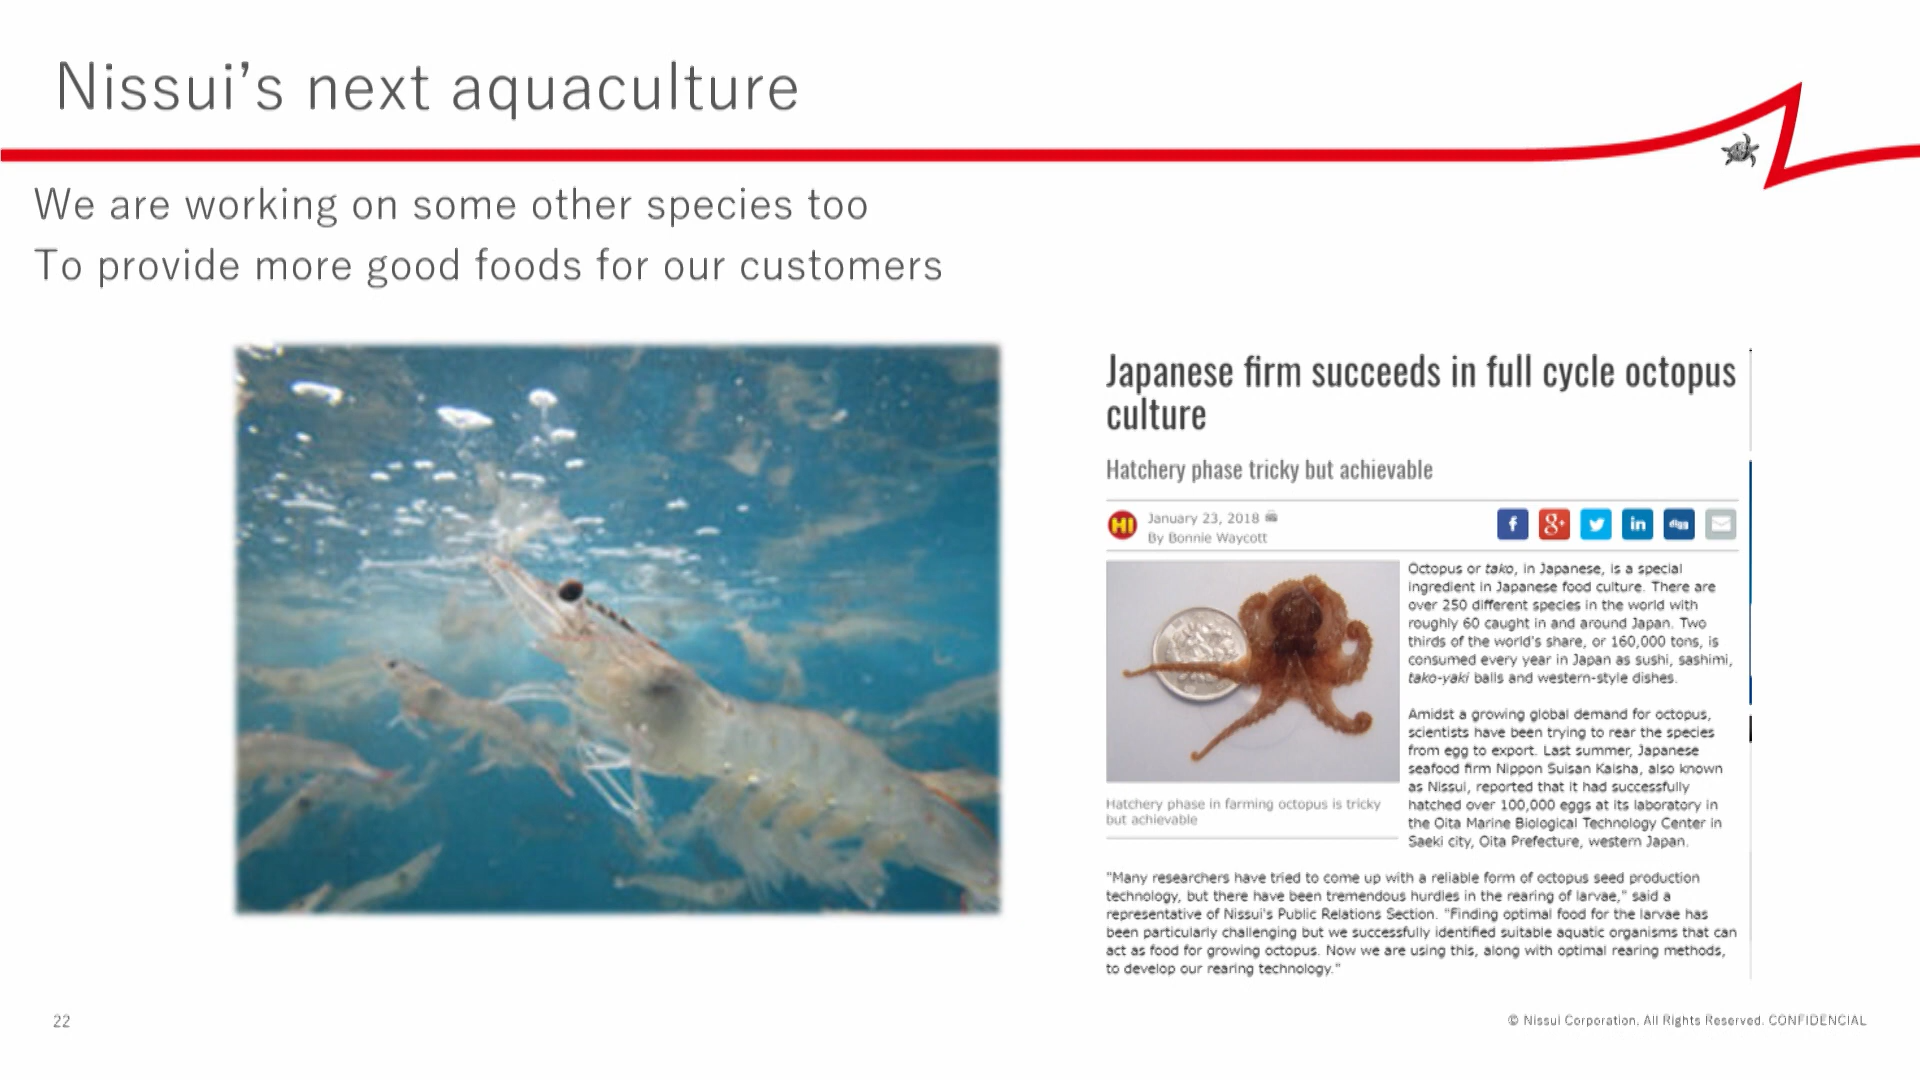 Nissui’s next aquaculture
We are working on some other species too
To provide more good foods for our customers
Japanese firm succeeds in full cycle octopus
culture
Hatchery phase tricky but achievable
HI
January 23, 2018
By Bonnie Waycott
f
g+
in
digg
Octopus or tako, in Japanese, is a special
ingredient in Japanese food culture. There are
over 250 different species in the world with
roughly 60 caught in and around Japan. Two
thirds of the world's share, or 160,000 tons, is
consumed every year in Japan as sushi, sashimi,
tako-yaki balls and western-style dishes.
Amidst a growing global demand for octopus,
scientists have been trying to rear the species
from egg to export. Last summer, Japanese
seafood firm Nippon Suisan Kaisha, also known
as Nissui, reported that it had successfully
hatched over 100,000 eggs at its laboratory in
the Oita Marine Biological Technology Center in
Saeki city, Oita Prefecture, western Japan.
Hatchery phase in farming octopus is tricky
but achievable
"Many researchers have tried to come up with a reliable form of octopus seed production
technology, but there have been tremendous hurdles in the rearing of larvae," said a
representative of Nissui's Public Relations Section. "Finding optimal food for the larvae has
been particularly challenging but we successfully identified suitable aquatic organisms that can
act as food for growing octopus. Now we are using this, along with optimal rearing methods,
to develop our rearing technology."
22
© Nissui Corporation. All Rights Reserved. CONFIDENCIAL